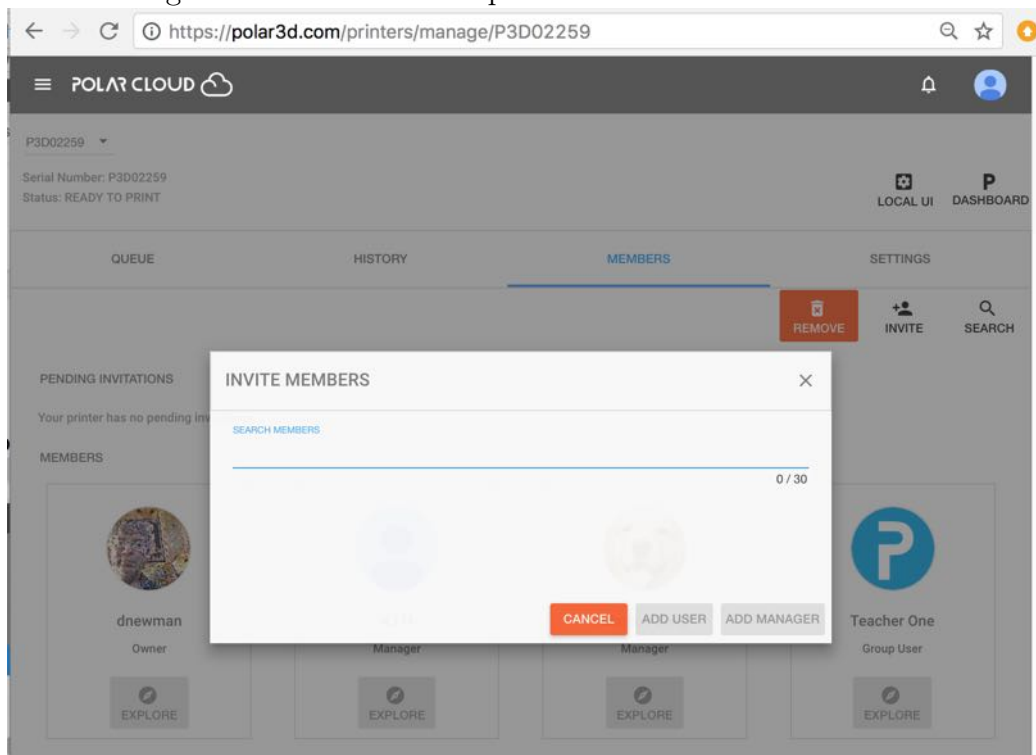 https://polar3d.com/printers/manage/P3D02259
POLAR CLOUD
P3D02259
Serial Number: P3D02259
Status: READY TO PRINT
LOCAL UI
P
DASHBOARD
QUEUE HISTORY MEMBERS SETTINGS
REMOVE INVITE SEARCH
PENDING INVITATIONS
Your printer has no pending inv
MEMBERS
INVITE MEMBERS
SEARCH MEMBERS
0 / 30
CANCEL ADD USER ADD MANAGER
dnewman
Owner
EXPLORE
Manager
EXPLORE
Manager
EXPLORE
Teacher One
Group User
EXPLORE